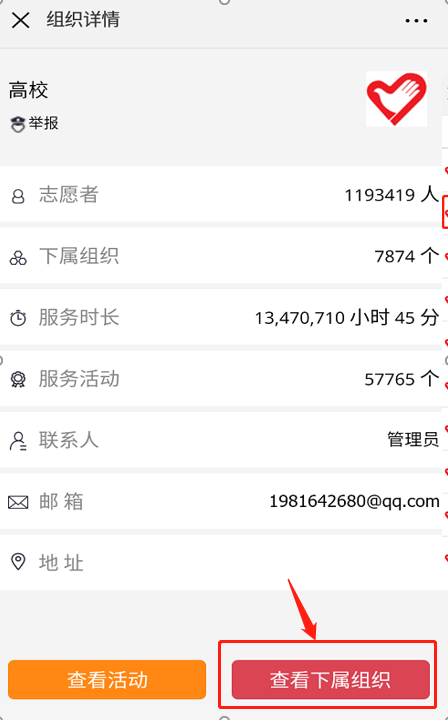 组织详情
高校
举报
志愿者 1193419 人
下属组织 7874 个
服务时长 13,470,710 小时 45 分
服务活动 57765 个
联系人 管理员
邮 箱 1981642680@qq.com
地 址
查看活动 查看下属组织